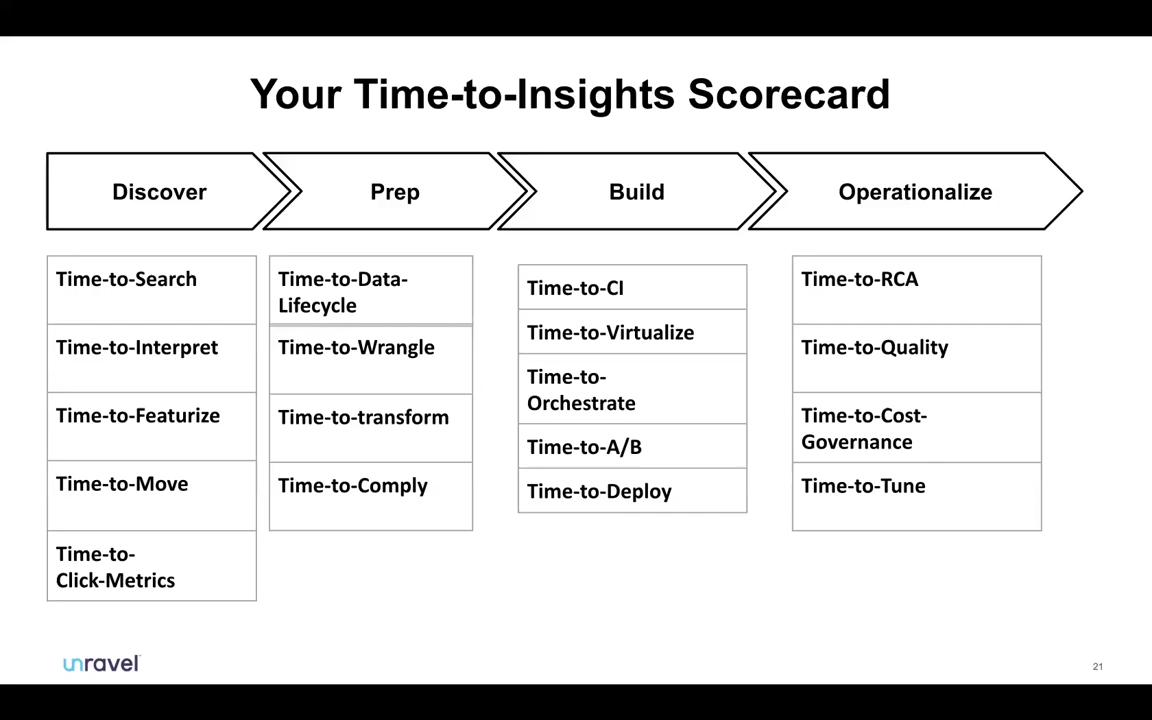 Your Time-to-Insights Scorecard
Discover
Prep
Build
Operationalize
Time-to-Search
Time-to-Interpret
Time-to-Featurize
Time-to-Move
Time-to-
Click-Metrics
Time-to-Data-
Lifecycle
Time-to-Wrangle
Time-to-transform
Time-to-Comply
Time-to-CI
Time-to-Virtualize
Time-to-
Orchestrate
Time-to-A/B
Time-to-Deploy
Time-to-RCA
Time-to-Quality
Time-to-Cost-
Governance
Time-to-Tune
unravel
21